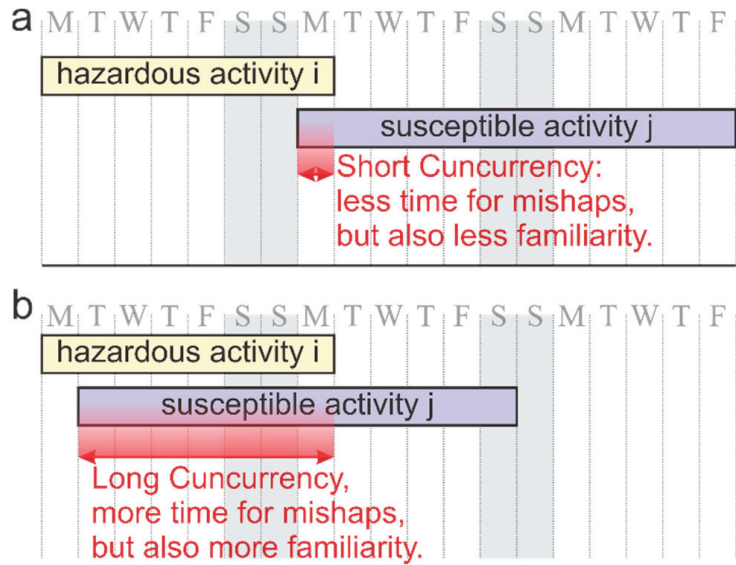 a
M T W T F S S M T W T F S S M T W T F
hazardous activity i
susceptible activity j
Short Cuncurrency:
less time for mishaps,
but also less familiarity.
b
M T W T F S S M T W T F S S M T W T F
hazardous activity i
susceptible activity j
Long Cuncurrency,
more time for mishaps,
but also more familiarity.